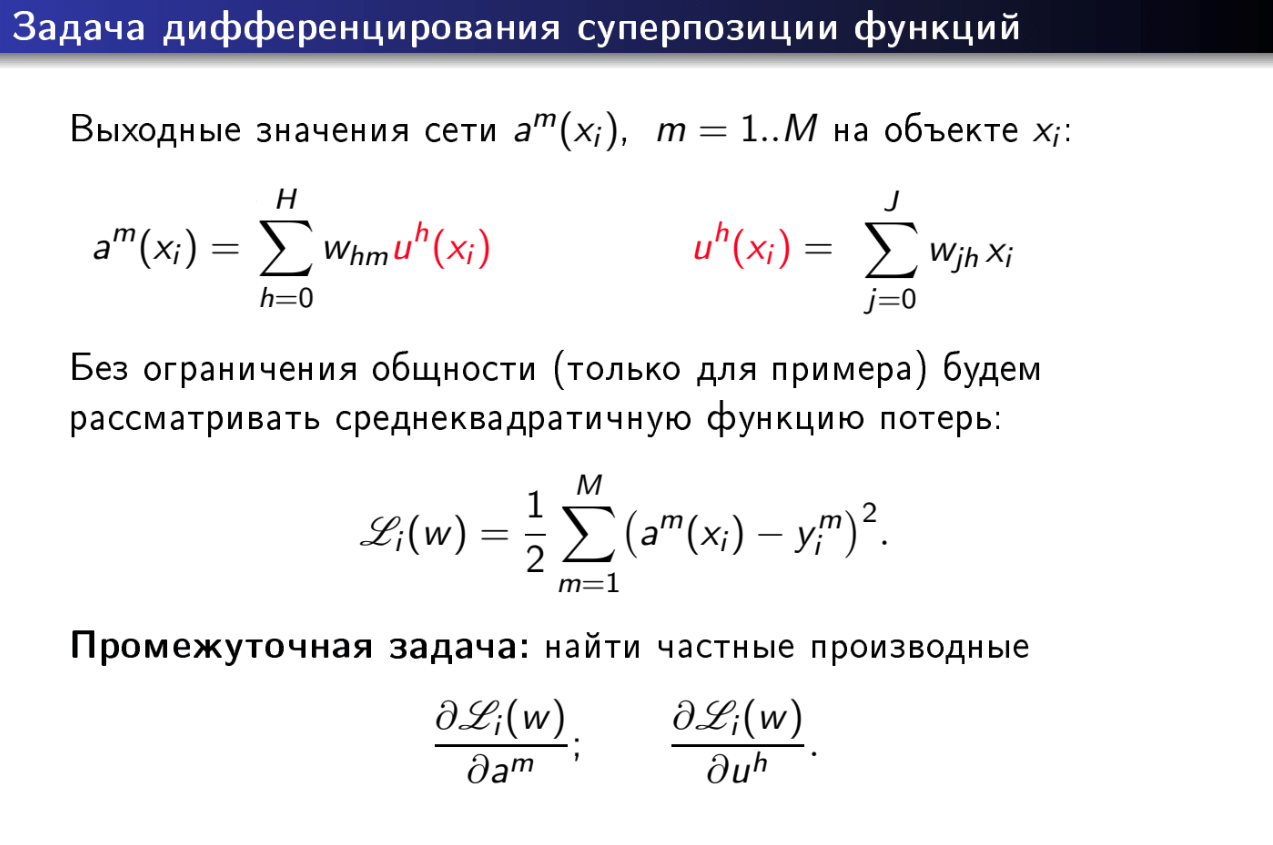 Задача дифференцирования суперпозиции функций
Выходные значения сети $a^m(x_i)$, $m = 1..M$ на объекте $x_i$:
$a^m(x_i) = \sum_{h=0}^{H} w_{hm} u^h(x_i)$ $u^h(x_i) = \sum_{j=0}^{J} w_{jh} x_i$
Без ограничения общности (только для примера) будем
рассматривать среднеквадратичную функцию потерь:
$\mathscr{L}_i(w) = \frac{1}{2} \sum_{m=1}^{M} \left(a^m(x_i) - y_i^m\right)^2.$
Промежуточная задача: найти частные производные
$\frac{\partial \mathscr{L}_i(w)}{\partial a^m};$ $\frac{\partial \mathscr{L}_i(w)}{\partial u^h}.$